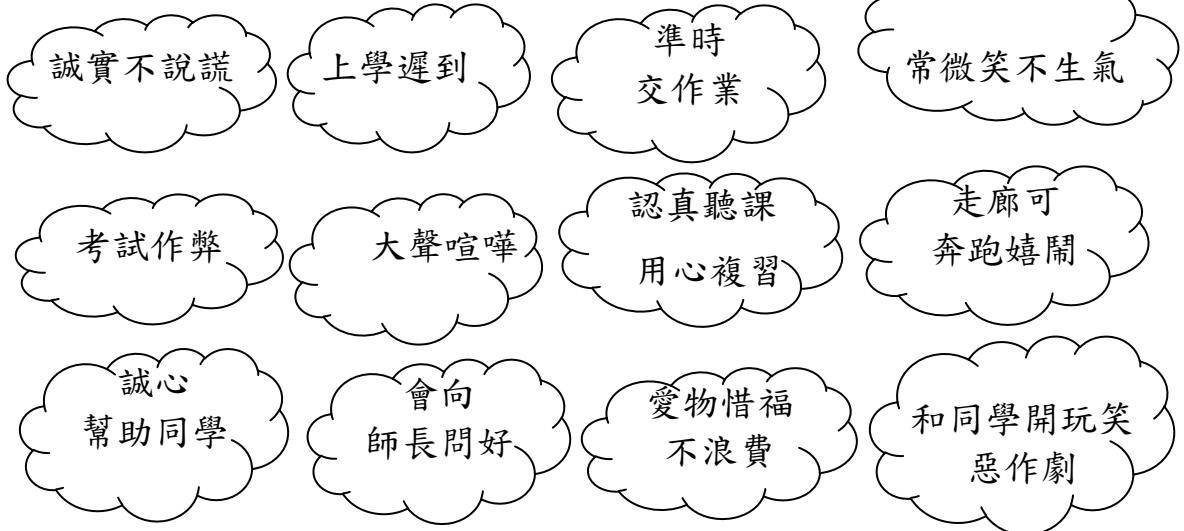 誠實不說謊
上學遲到
準時
交作業
常微笑不生氣
考試作弊
大聲喧嘩
認真聽課
用心複習
走廊可
奔跑嬉鬧
誠心
幫助同學
會向
師長問好
愛物惜福
不浪費
和同學開玩笑
惡作劇